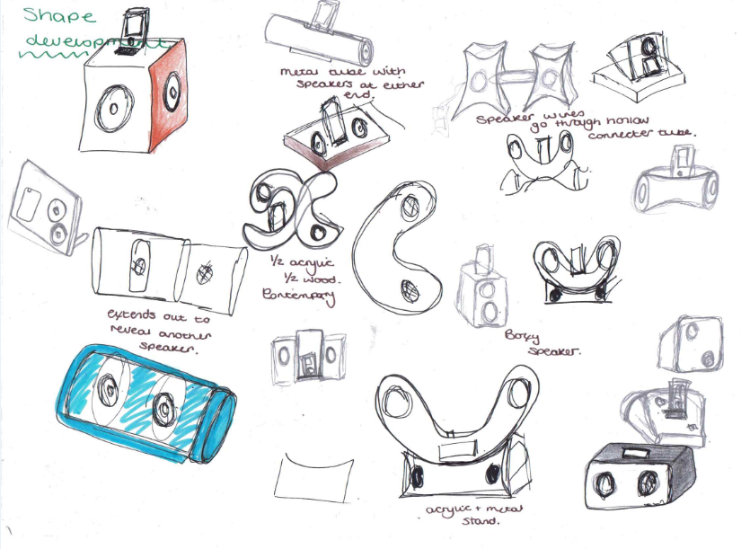 Shape
development
metal tube with
speakers at either
end.
Speaker wires
go through hollow
connecter tube.
1/2 acrylic
1/2 wood.
Contempory
extends out to
reveal another
speaker.
Boxy
speaker.
acrylic + metal
stand.